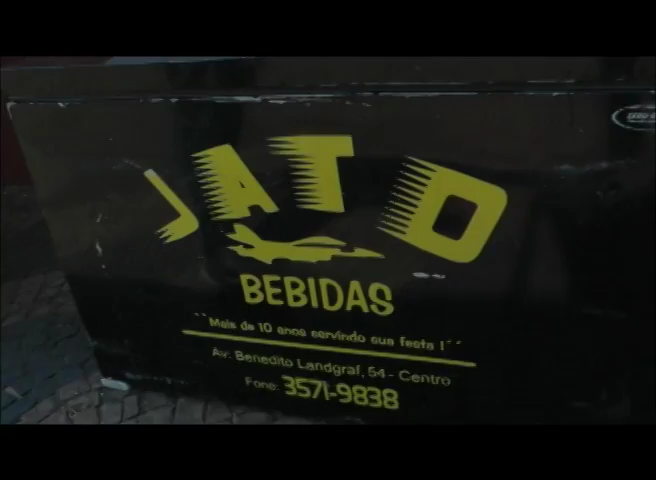 JATO
BEBIDAS
``Mais de 10 anos servindo sua festa !´´
Av: Benedito Landgraf, 54 - Centro
Fone: 3571-9838